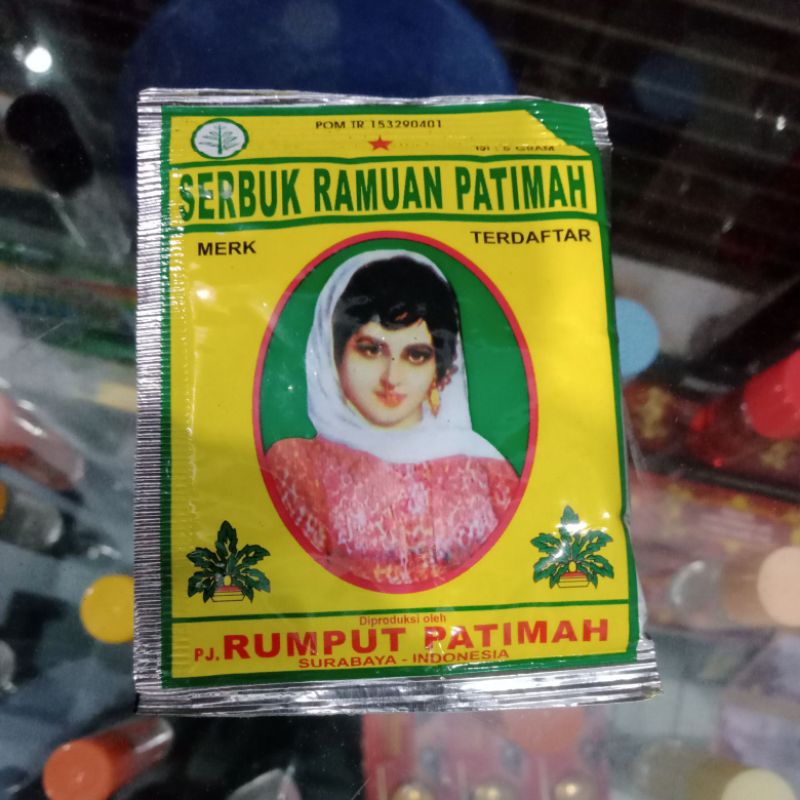 POM TR 153290401
SERBUK RAMUAN PATIMAH
MERK TERDAFTAR
Diproduksi oleh
PJ. RUMPUT PATIMAH
SURABAYA - INDONESIA